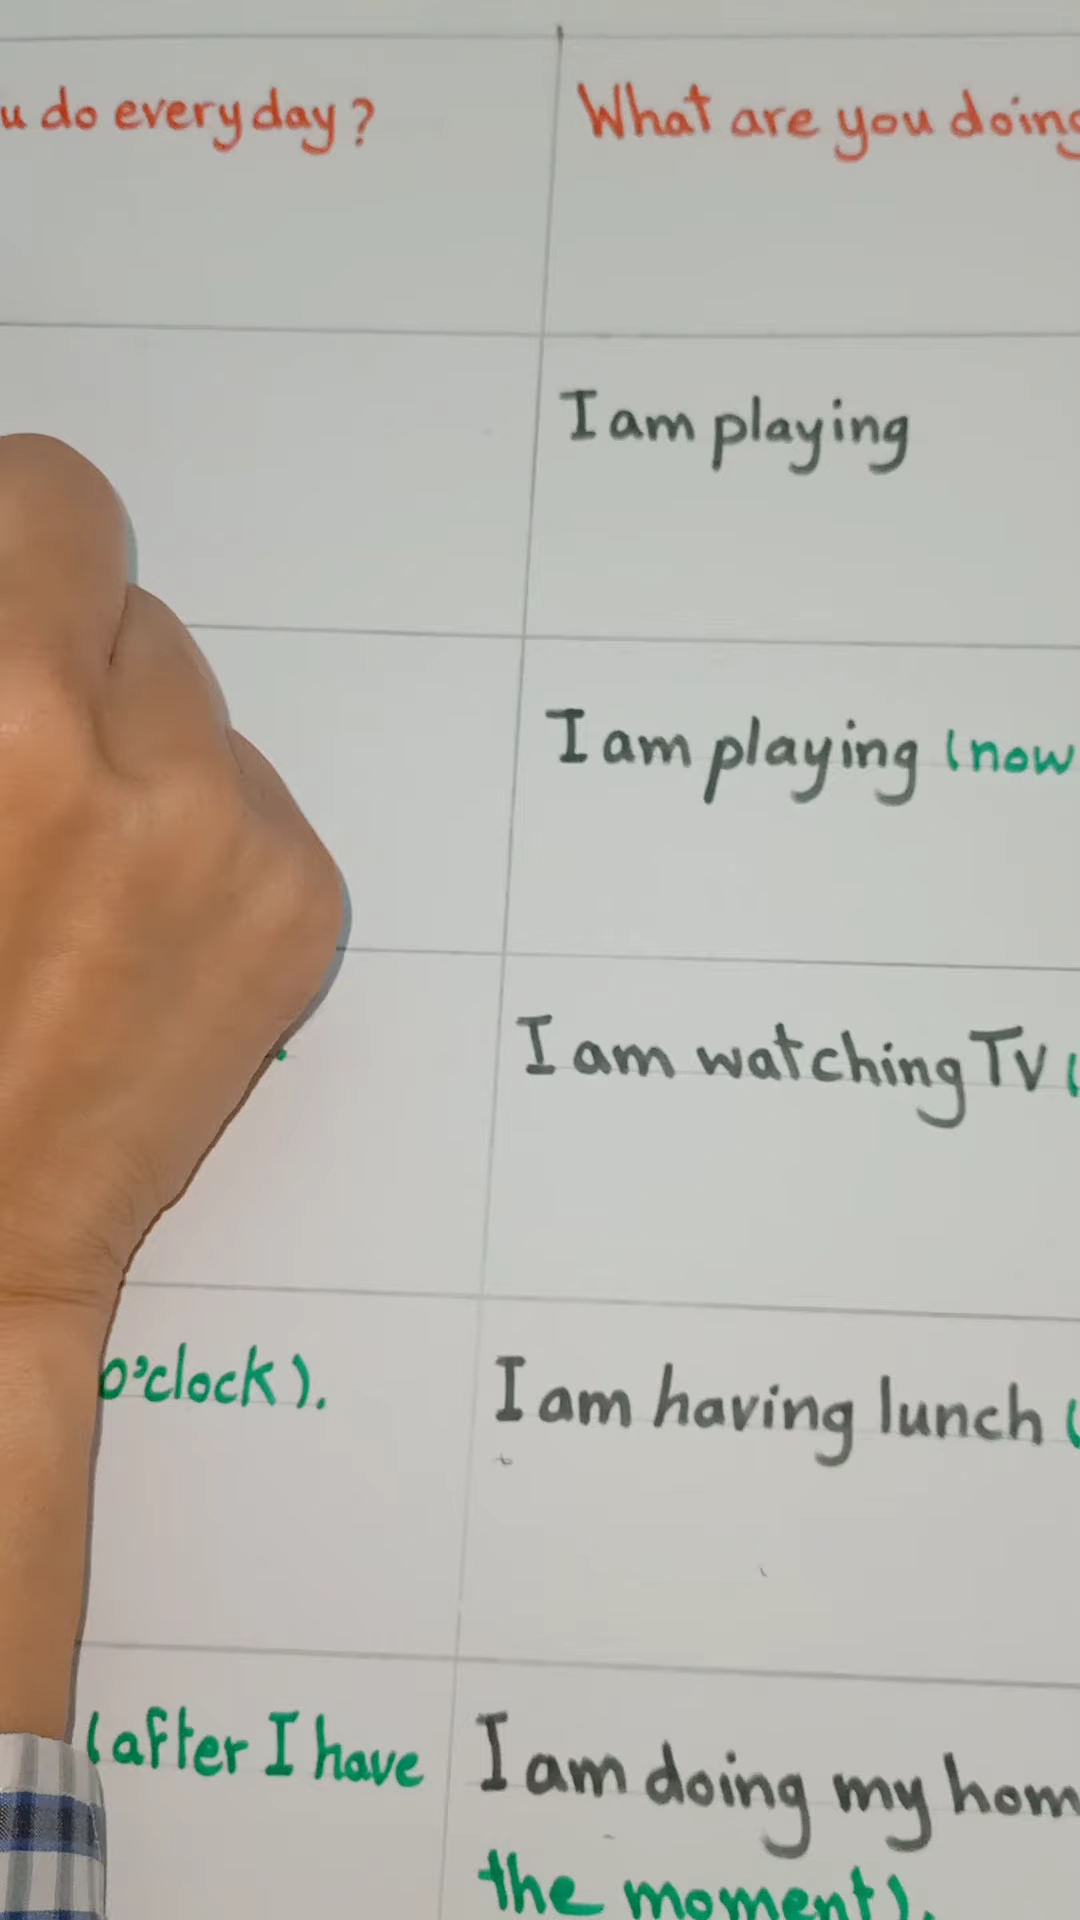 u do every day?
What are you doing
I am playing
I am playing (now
I am watching TV (
o'clock).
I am having lunch (
(after I have
I am doing my hom
the moment).